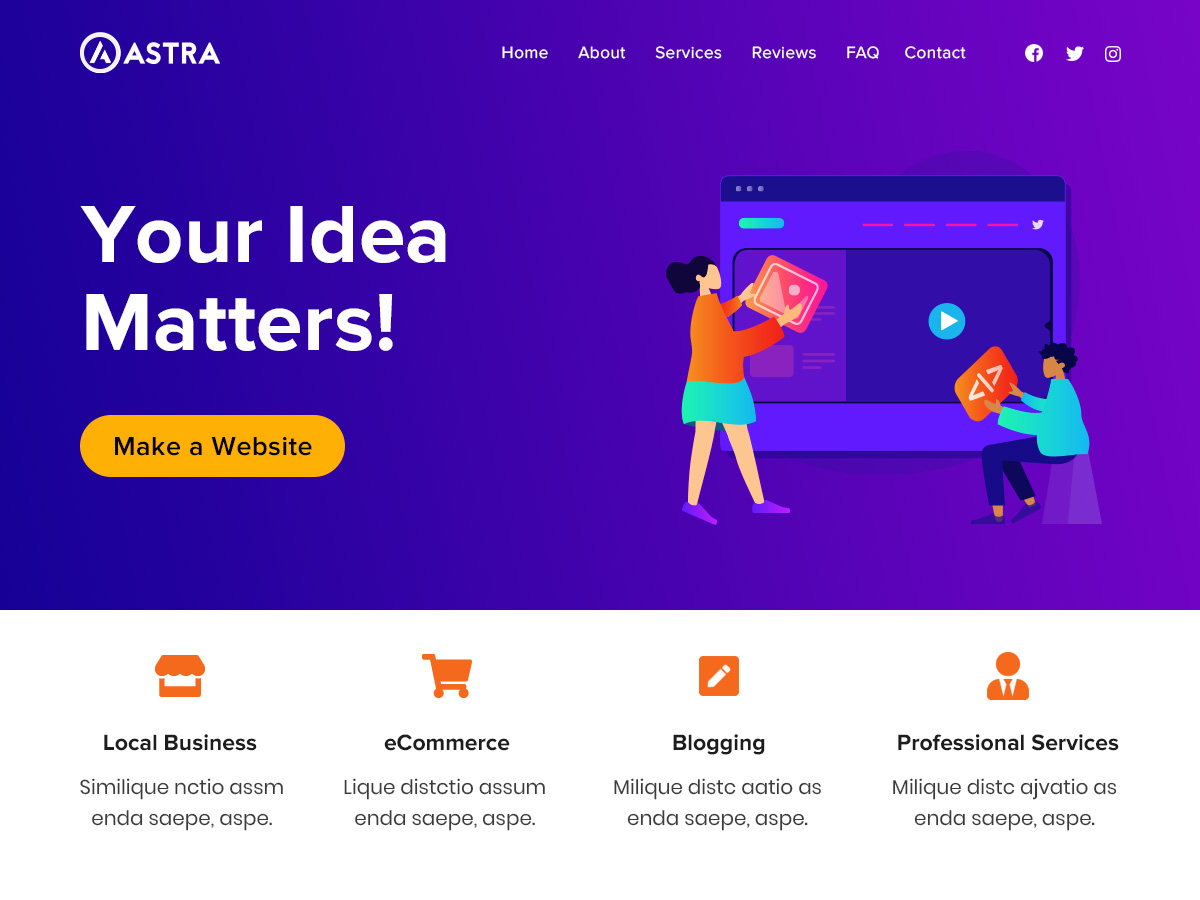 ASTRA
Home About Services Reviews FAQ Contact
Your Idea
Matters!
Make a Website
</>
Local Business
Similique nctio assm
enda saepe, aspe.
eCommerce
Lique distctio assum
enda saepe, aspe.
Blogging
Milique distc aatio as
enda saepe, aspe.
Professional Services
Milique distc ajvatio as
enda saepe, aspe.